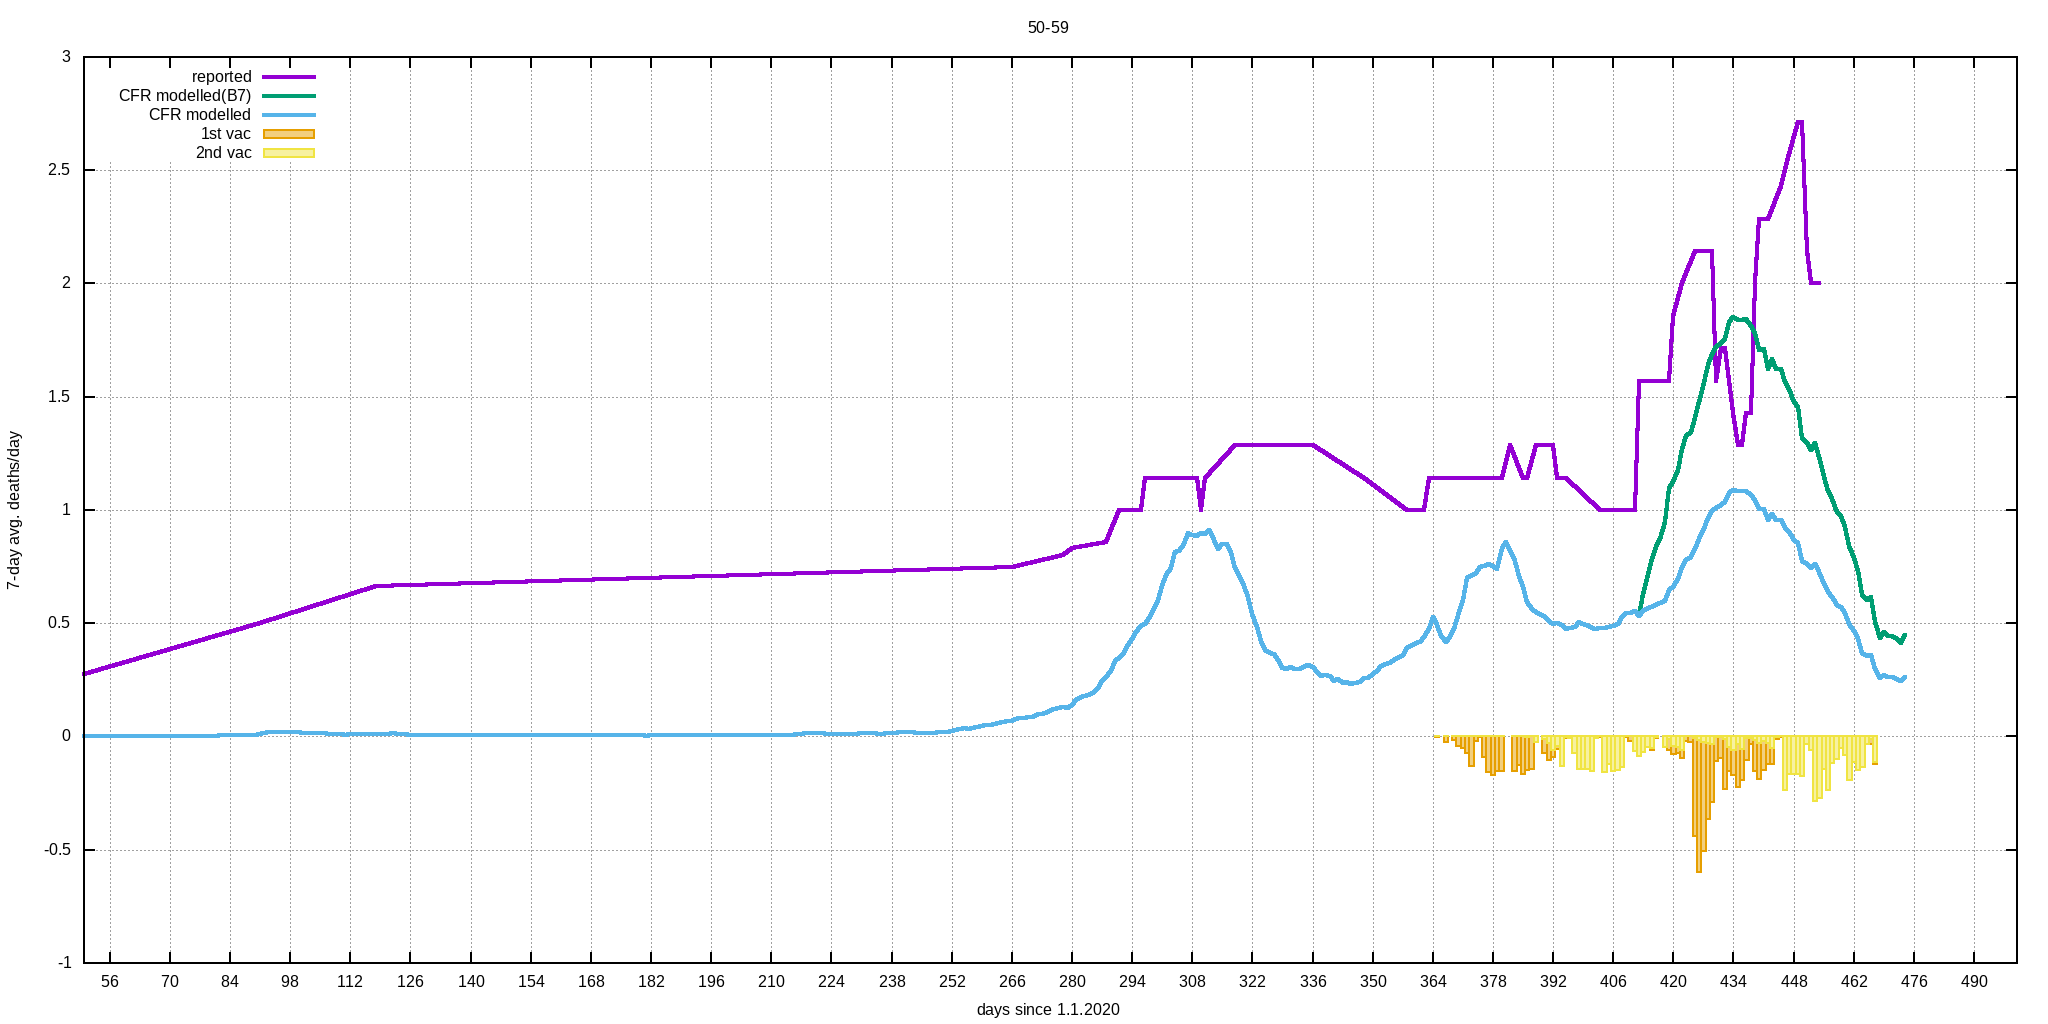 50-59
3
reported
CFR modelled(B7)
CFR modelled
1st vac
2nd vac
2.5
2
1.5
1
0.5
0
-0.5
-1
7-day avg. deaths/day
56 70 84 98 112 126 140 154 168 182 196 210 224 238 252 266 280 294 308 322 336 350 364 378 392 406 420 434 448 462 476 490
days since 1.1.2020